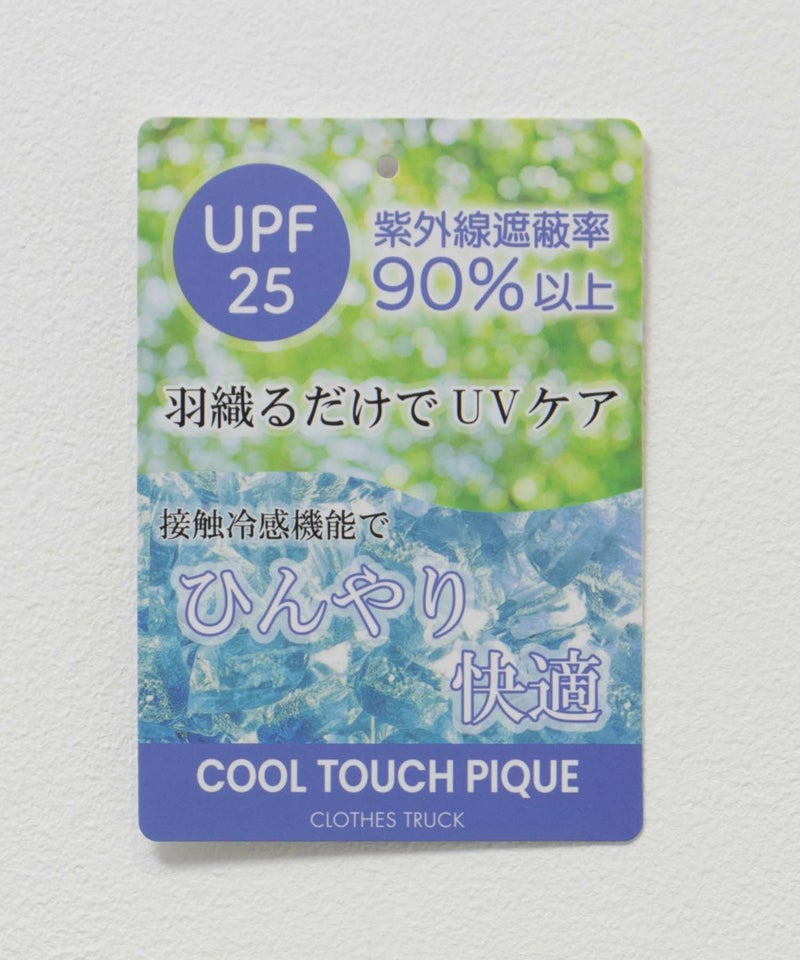 UPF
25
紫外線遮蔽率
90%以上
羽織るだけでUVケア
接触冷感機能で
ひんやり
快適
COOL TOUCH PIQUE
CLOTHES TRUCK